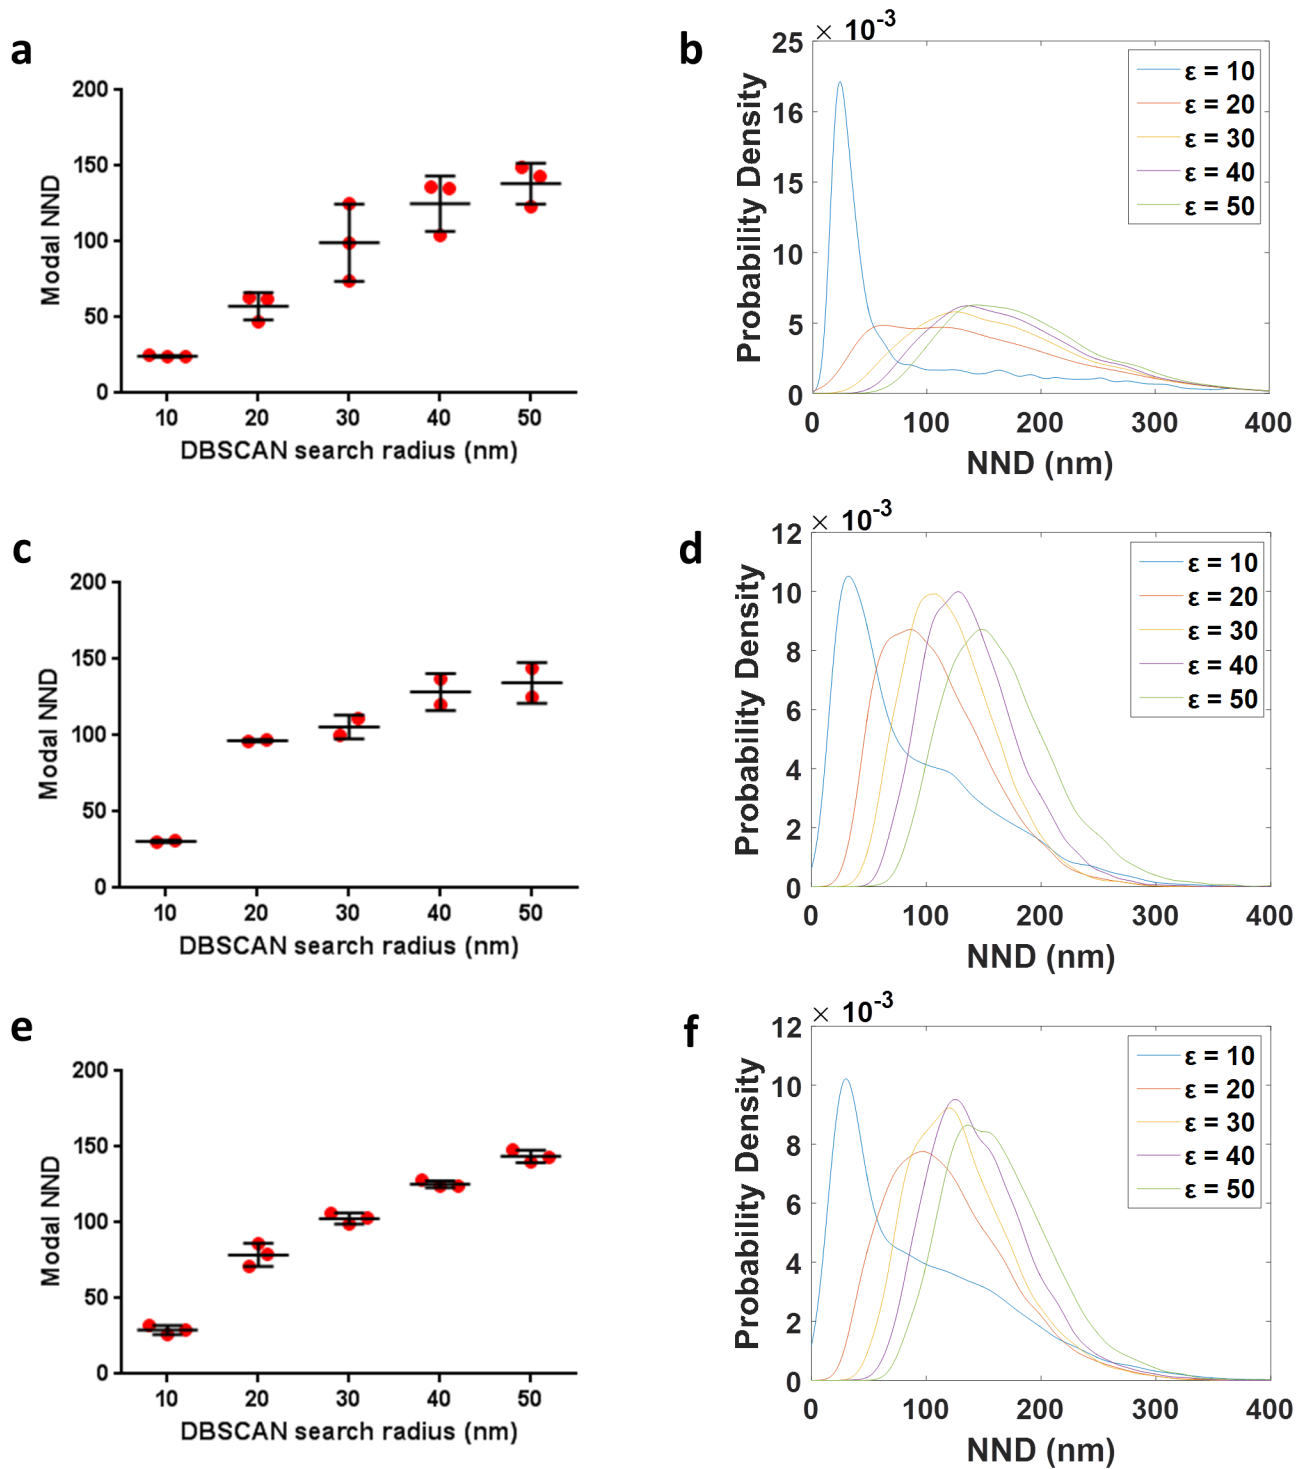 a
200
150
100
50
0
Modal NND
10 20 30 40 50
DBSCAN search radius (nm)
b
× 10-3
25
16
15
10
5
0
Probability Density
ε = 10
ε = 20
ε = 30
ε = 40
ε = 50
0 100 200 300 400
NND (nm)
c
200
150
100
50
0
Modal NND
10 20 30 40 50
DBSCAN search radius (nm)
d
× 10-3
12
10
8
6
4
2
0
Probability Density
ε = 10
ε = 20
ε = 30
ε = 40
ε = 50
0 100 200 300 400
NND (nm)
e
200
150
100
50
0
Modal NND
10 20 30 40 50
DBSCAN search radius (nm)
f
× 10-3
12
10
8
6
4
2
0
Probability Density
ε = 10
ε = 20
ε = 30
ε = 40
ε = 50
0 100 200 300 400
NND (nm)